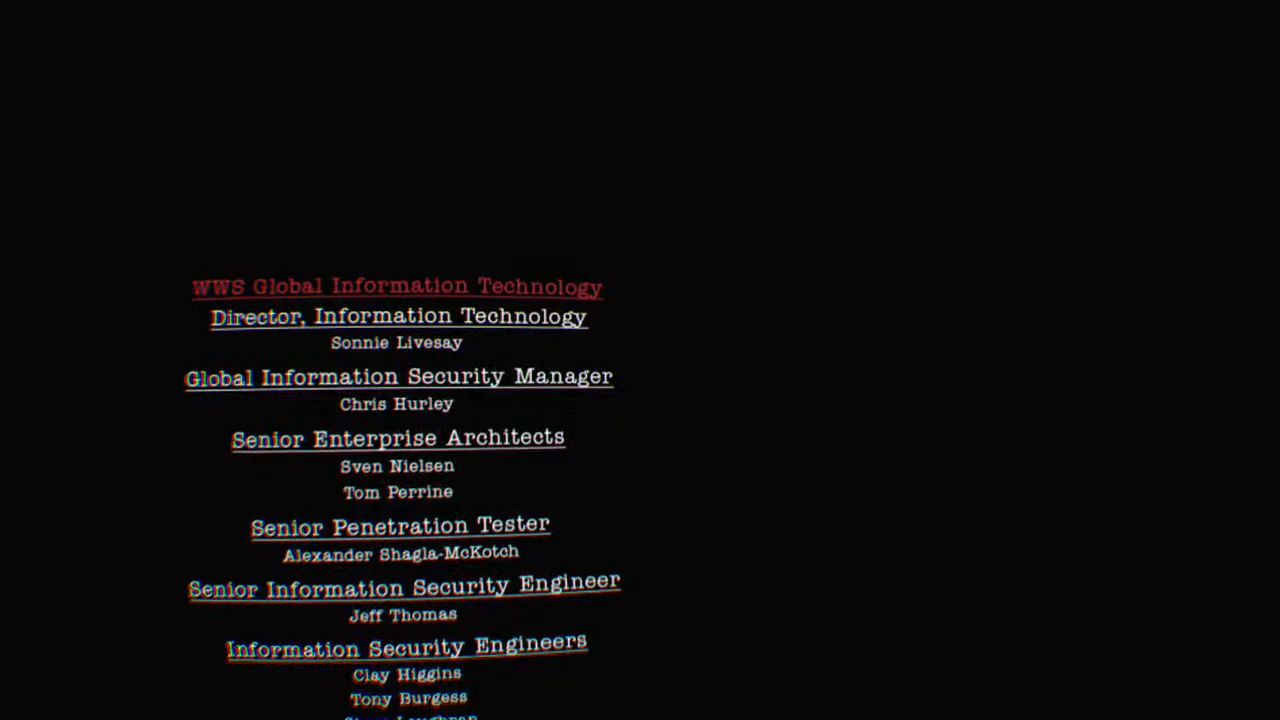 WWS Global Information Technology
Director, Information Technology
Sonnie Livesay
Global Information Security Manager
Chris Hurley
Senior Enterprise Architects
Sven Nielsen
Tom Perrine
Senior Penetration Tester
Alexander Shagla-McKotch
Senior Information Security Engineer
Jeff Thomas
Information Security Engineers
Clay Higgins
Tony Burgess